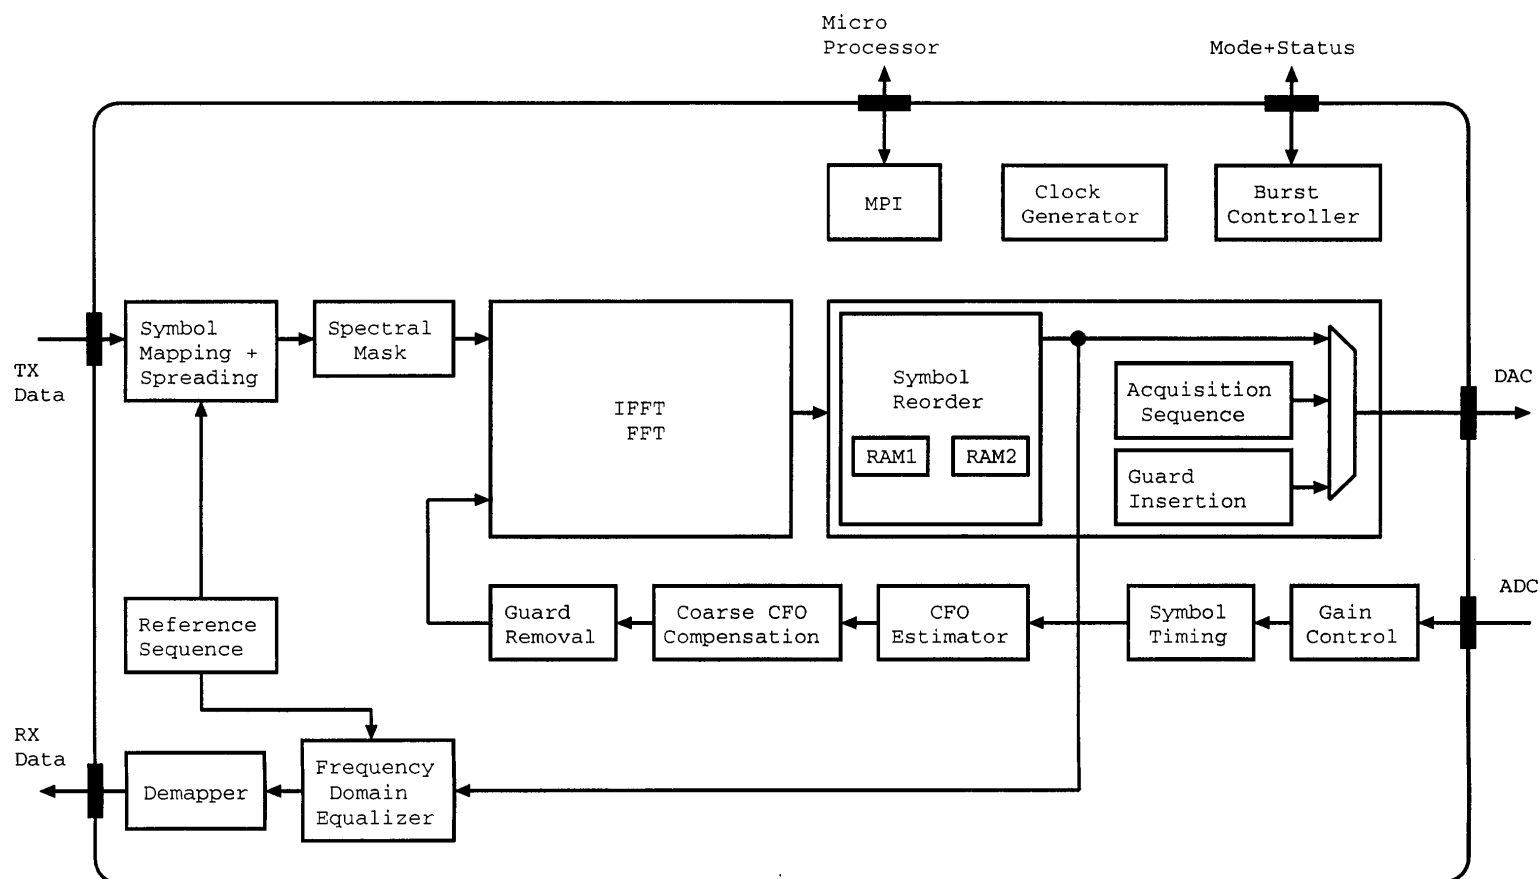 Micro
Processor
Mode+Status
MPI
Clock
Generator
Burst
Controller
Symbol
Mapping +
Spreading
Spectral
Mask
TX
Data
IFFT
FFT
Symbol
Reorder
RAM1
RAM2
Acquisition
Sequence
Guard
Insertion
DAC
ADC
Reference
Sequence
Guard
Removal
Coarse CFO
Compensation
CFO
Estimator
Symbol
Timing
Gain
Control
RX
Data
Demapper
Frequency
Domain
Equalizer